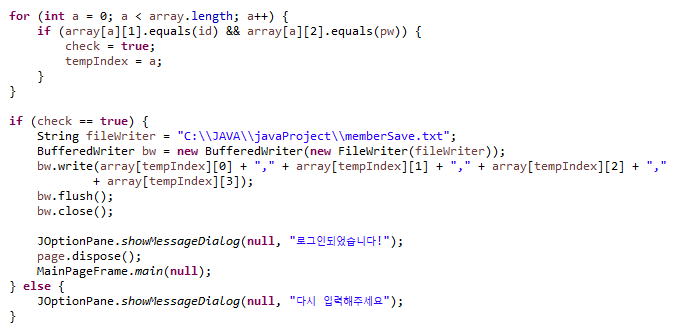 for (int a = 0; a < array.length; a++) {
    if (array[a][1].equals(id) && array[a][2].equals(pw)) {
        check = true;
        tempIndex = a;
    }
}

if (check == true) {
    String fileWriter = "C:\\JAVA\\javaProject\\memberSave.txt";
    BufferedWriter bw = new BufferedWriter(new FileWriter(fileWriter));
    bw.write(array[tempIndex][0] + "," + array[tempIndex][1] + "," + array[tempIndex][2] + ","
            + array[tempIndex][3]);
    bw.flush();
    bw.close();

    JOptionPane.showMessageDialog(null, "로그인되었습니다!");
    page.dispose();
    MainPageFrame.main(null);
} else {
    JOptionPane.showMessageDialog(null, "다시 입력해주세요");
}